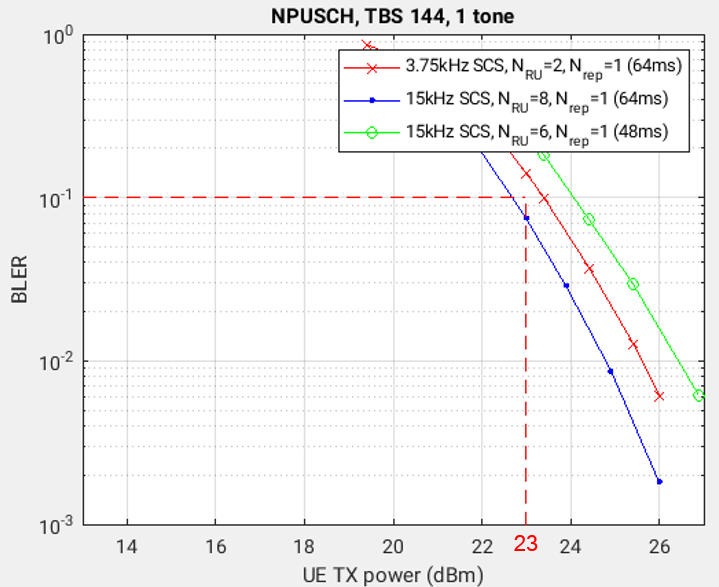 NPUSCH, TBS 144, 1 tone
10^0
3.75kHz SCS, N_RU=2, N_rep=1 (64ms)
15kHz SCS, N_RU=8, N_rep=1 (64ms)
15kHz SCS, N_RU=6, N_rep=1 (48ms)
10^-1
BLER
10^-2
10^-3
14 16 18 20 22 23 24 26
UE TX power (dBm)